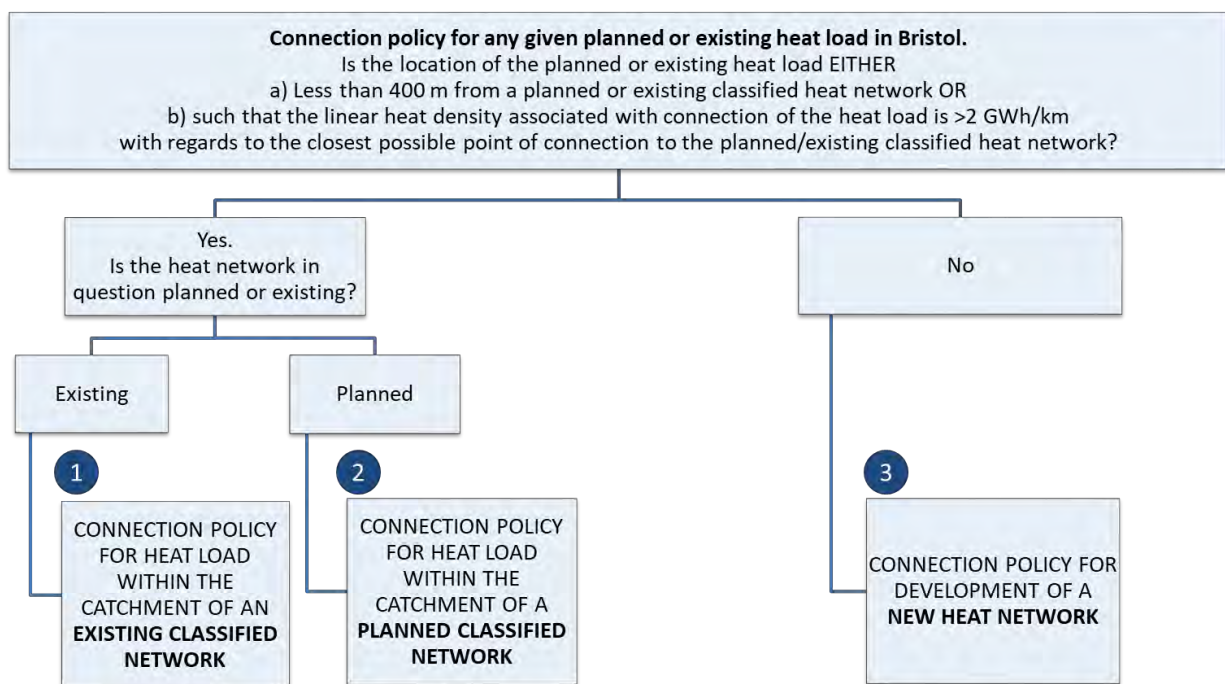 Connection policy for any given planned or existing heat load in Bristol.
Is the location of the planned or existing heat load EITHER
a) Less than 400 m from a planned or existing classified heat network OR
b) such that the linear heat density associated with connection of the heat load is >2 GWh/km
with regards to the closest possible point of connection to the planned/existing classified heat network?
Yes.
Is the heat network in
question planned or existing?
No
Existing
Planned
1
CONNECTION POLICY
FOR HEAT LOAD
WITHIN THE
CATCHMENT OF AN
EXISTING CLASSIFIED
NETWORK
2
CONNECTION POLICY
FOR HEAT LOAD
WITHIN THE
CATCHMENT OF A
PLANNED CLASSIFIED
NETWORK
3
CONNECTION POLICY FOR
DEVELOPMENT OF A
NEW HEAT NETWORK